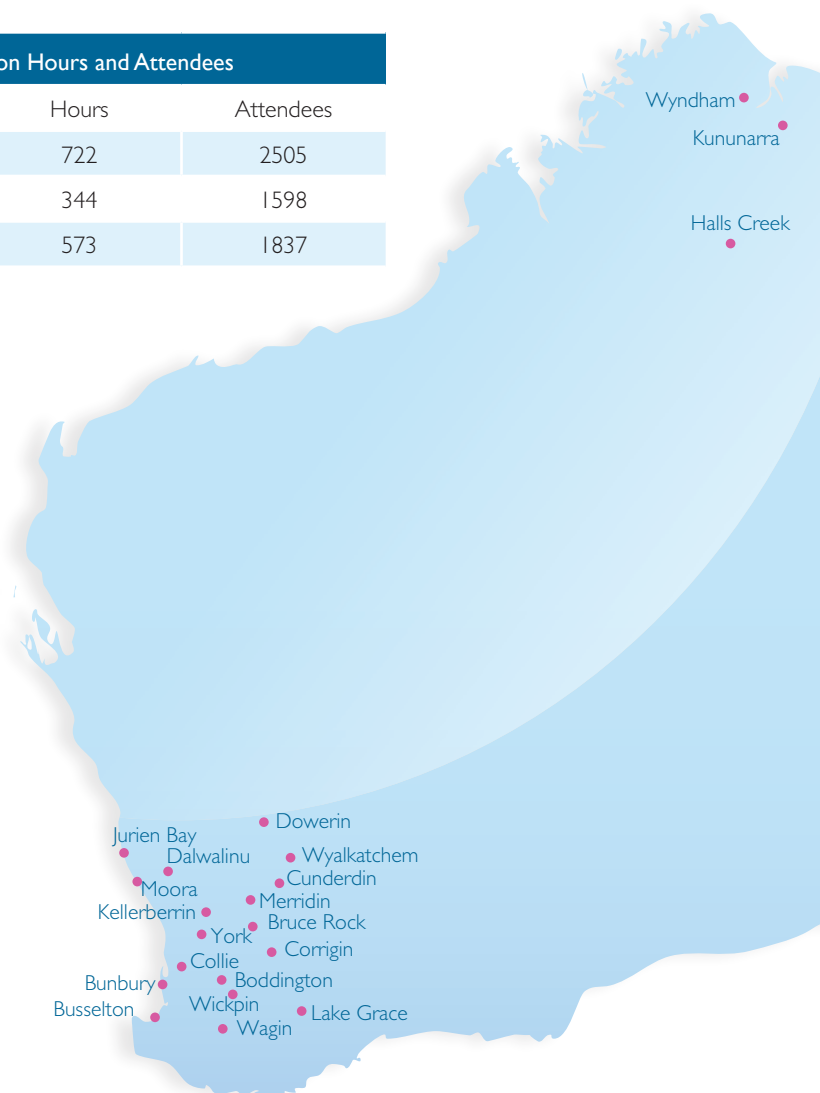 on Hours and Attendees
Hours Attendees
722 2505
344 1598
573 1837
Wyndham
Kununarra
Halls Creek
Dowerin
Jurien Bay
Dalwalinu
Wyalkatchem
Cunderdin
Moora
Merridin
Kellerberrin
Bruce Rock
York
Corrigin
Collie
Boddington
Bunbury
Wickpin
Busselton
Lake Grace
Wagin